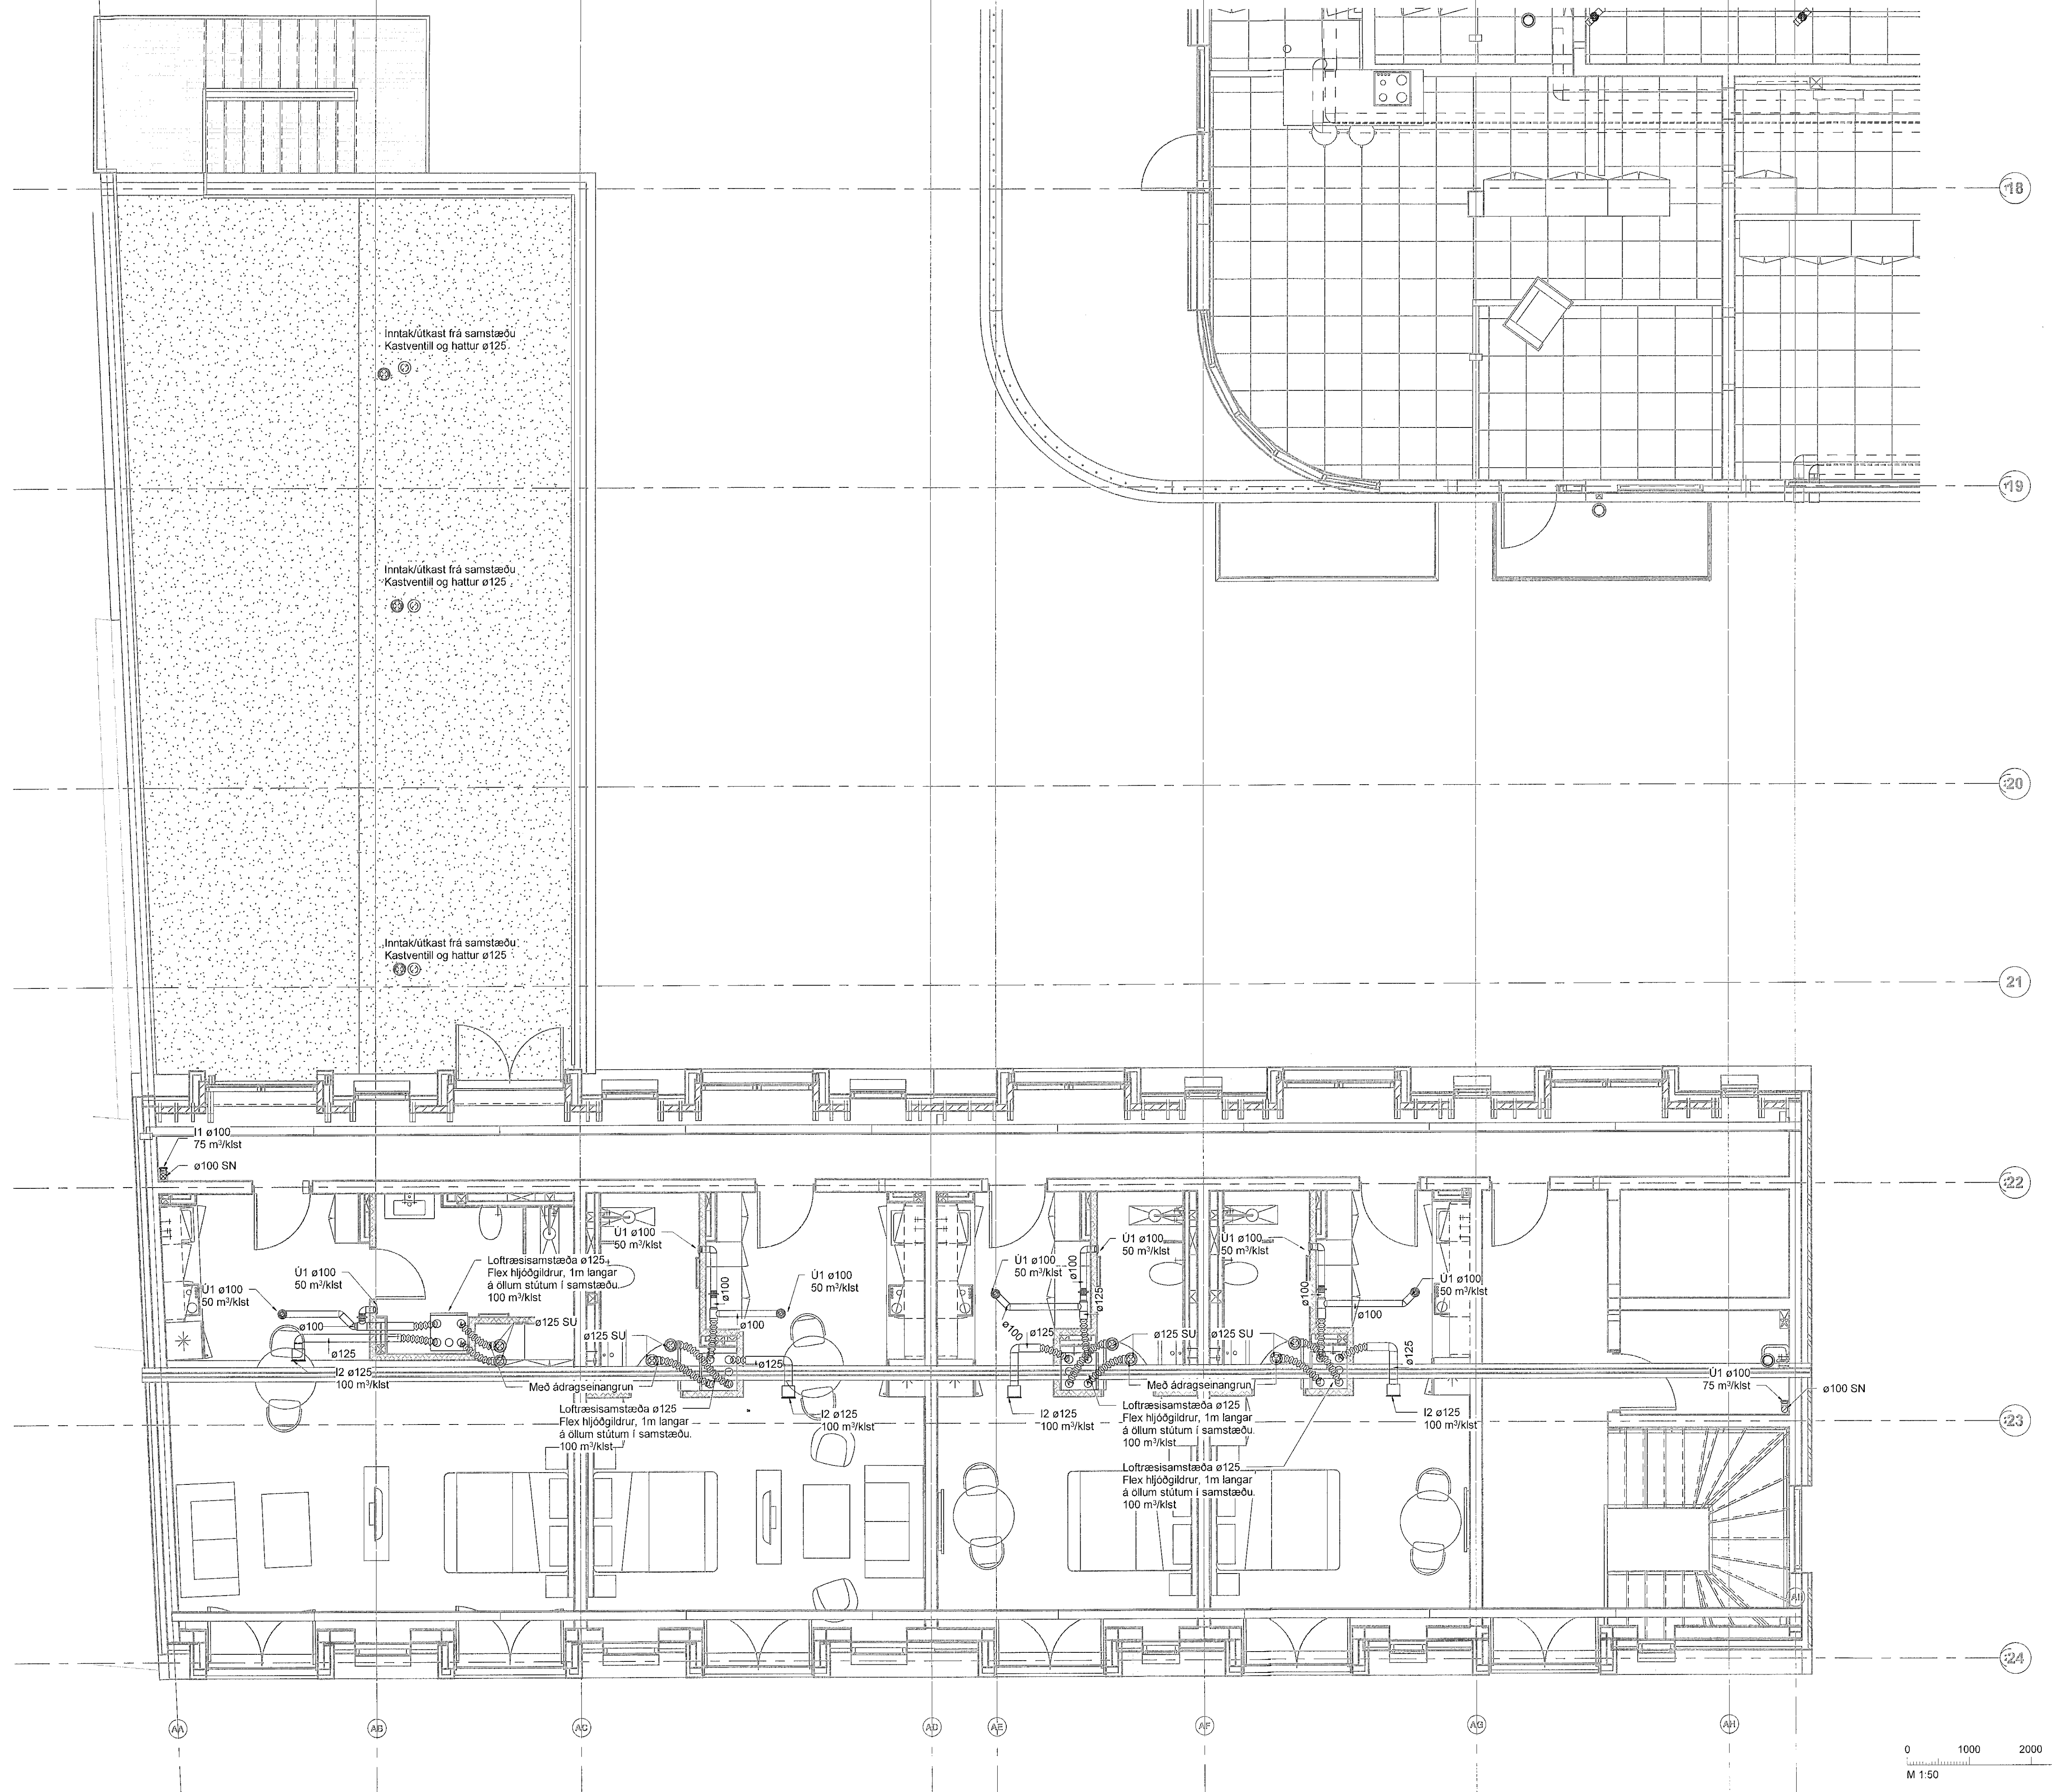 18
Inntak/útkast frá samstæðu
Kastventill og hattur ø125
19
Inntak/útkast frá samstæðu
Kastventill og hattur ø125
20
Inntak/útkast frá samstæðu
Kastventill og hattur ø125
21
I1 ø100
75 m³/klst
ø100 SN
22
Ú1 ø100
50 m³/klst
Ú1 ø100
50 m³/klst
Loftræsisamstæða ø125
Flex hljóðgildrur, 1m langar
á öllum stútum í samstæðu.
100 m³/klst
ø100
ø125
ø125 SU
I2 ø125
100 m³/klst
Ú1 ø100
50 m³/klst
ø100
Ú1 ø100
50 m³/klst
ø100
ø125 SU
ø125
Með ádragseinangrun
Loftræsisamstæða ø125
Flex hljóðgildrur, 1m langar
á öllum stútum í samstæðu.
100 m³/klst
I2 ø125
100 m³/klst
Ú1 ø100
50 m³/klst
Ú1 ø100
50 m³/klst
ø100
ø125
ø100
ø125
ø125 SU
I2 ø125
100 m³/klst
Með ádragseinangrun
Loftræsisamstæða ø125
Flex hljóðgildrur, 1m langar
á öllum stútum í samstæðu.
100 m³/klst
Ú1 ø100
50 m³/klst
Ú1 ø100
50 m³/klst
ø100
ø100
ø125 SU
ø125
I2 ø125
100 m³/klst
Loftræsisamstæða ø125
Flex hljóðgildrur, 1m langar
á öllum stútum í samstæðu.
100 m³/klst
Ú1 ø100
75 m³/klst
ø100 SN
23
AII
24
AA
AB
AC
AD
AE
AF
AG
AH
0 1000 2000
M 1:50